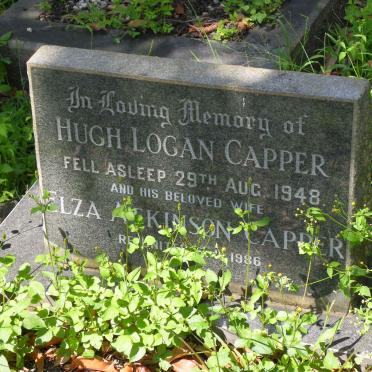 In Loving Memory of
HUGH LOGAN CAPPER
FELL ASLEEP 29TH AUG. 1948
AND HIS BELOVED WIFE
ELZA CAPPER
1986